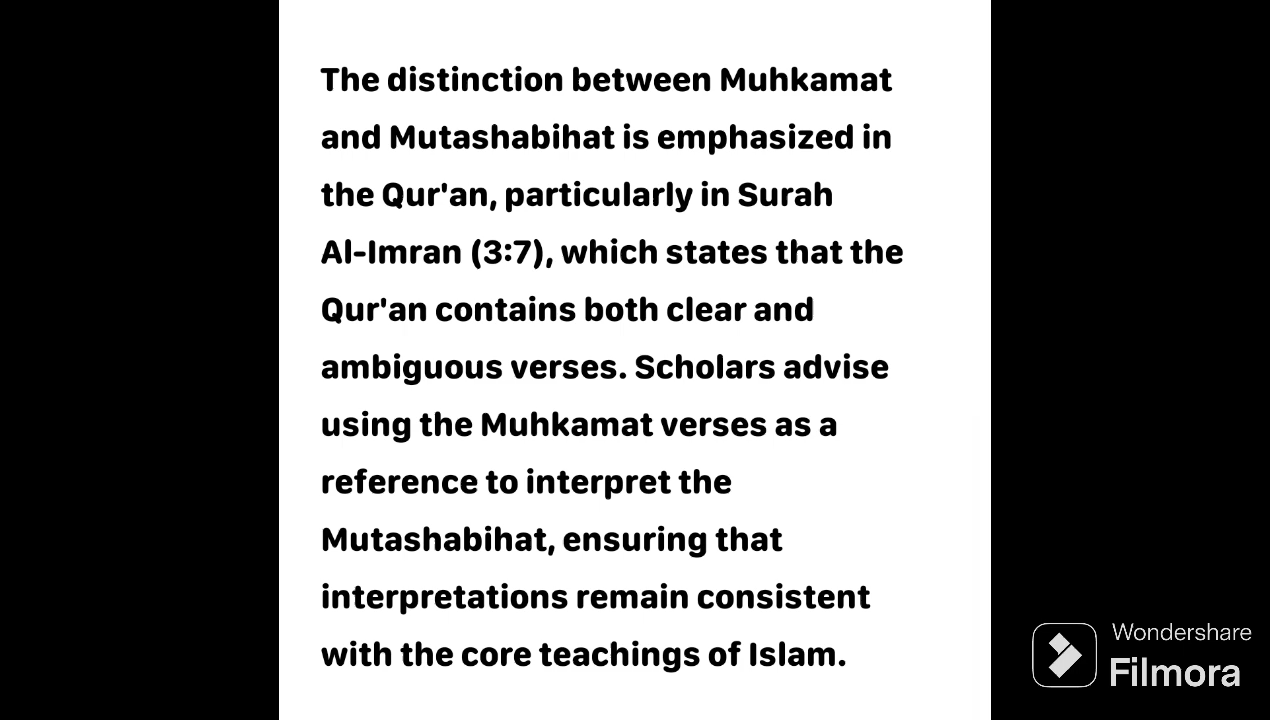 The distinction between Muhkamat
and Mutashabihat is emphasized in
the Qur'an, particularly in Surah
Al-Imran (3:7), which states that the
Qur'an contains both clear and
ambiguous verses. Scholars advise
using the Muhkamat verses as a
reference to interpret the
Mutashabihat, ensuring that
interpretations remain consistent
with the core teachings of Islam.
Wondershare
Filmora